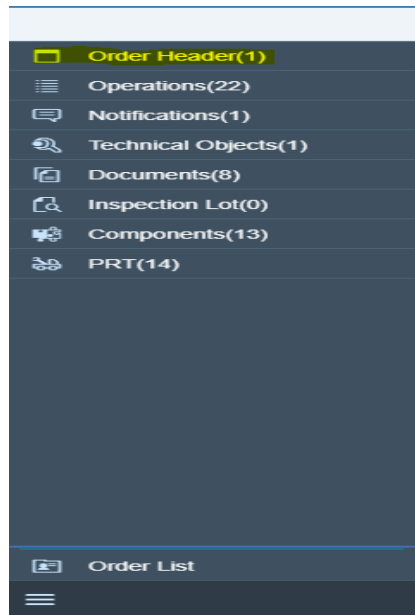 Order Header(1)
Operations(22)
Notifications(1)
Technical Objects(1)
Documents(8)
Inspection Lot(0)
Components(13)
PRT(14)
Order List